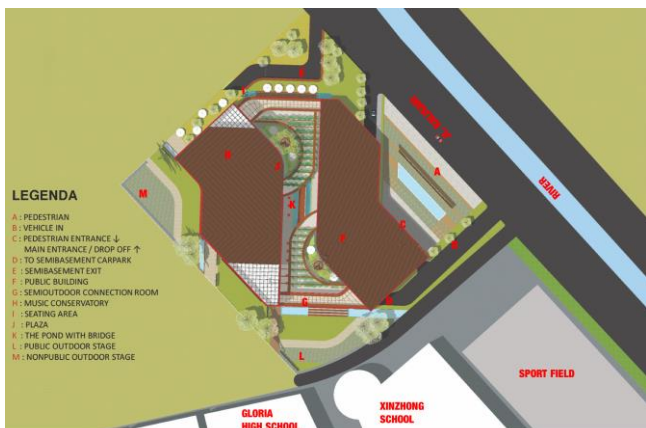 LEGENDA
A : PEDESTRIAN
B : VEHICLE IN
C : PEDESTRIAN ENTRANCE ↓
MAIN ENTRANCE / DROP OFF ↑
D : TO SEMIBASEMENT CARPARK
E : SEMIBASEMENT EXIT
F : PUBLIC BUILDING
G : SEMIOUTDOOR CONNECTION ROOM
H : MUSIC CONSERVATORY
I : SEATING AREA
J : PLAZA
K : THE POND WITH BRIDGE
L : PUBLIC OUTDOOR STAGE
M : NONPUBLIC OUTDOOR STAGE
M
A
K
C
G
L
RIVER
SPORT FIELD
GLORIA
HIGH SCHOOL
XINZHONG
SCHOOL